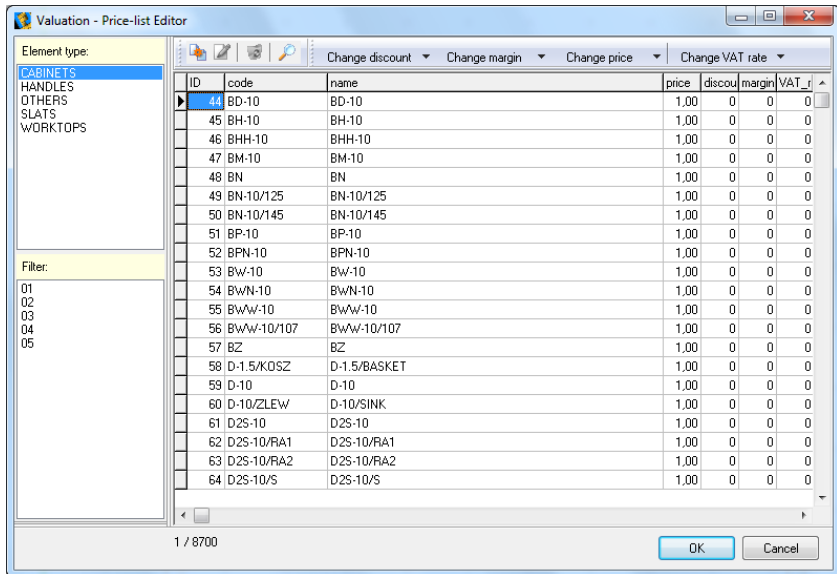 Valuation - Price-list Editor
Element type:
CABINETS
HANDLES
OTHERS
SLATS
WORKTOPS
Filter:
01
02
03
04
05
Change discount Change margin Change price Change VAT rate
ID code name price discou margin VAT_r
44 BD-10 BD-10 1,00 0 0 0
45 BH-10 BH-10 1,00 0 0 0
46 BHH-10 BHH-10 1,00 0 0 0
47 BM-10 BM-10 1,00 0 0 0
48 BN BN 1,00 0 0 0
49 BN-10/125 BN-10/125 1,00 0 0 0
50 BN-10/145 BN-10/145 1,00 0 0 0
51 BP-10 BP-10 1,00 0 0 0
52 BPN-10 BPN-10 1,00 0 0 0
53 BW-10 BW-10 1,00 0 0 0
54 BWN-10 BWN-10 1,00 0 0 0
55 BWW-10 BWW-10 1,00 0 0 0
56 BWW-10/107 BWW-10/107 1,00 0 0 0
57 BZ BZ 1,00 0 0 0
58 D-1.5/KOSZ D-1.5/BASKET 1,00 0 0 0
59 D-10 D-10 1,00 0 0 0
60 D-10/ZLEW D-10/SINK 1,00 0 0 0
61 D2S-10 D2S-10 1,00 0 0 0
62 D2S-10/RA1 D2S-10/RA1 1,00 0 0 0
63 D2S-10/RA2 D2S-10/RA2 1,00 0 0 0
64 D2S-10/S D2S-10/S 1,00 0 0 0
1 / 8700
OK Cancel